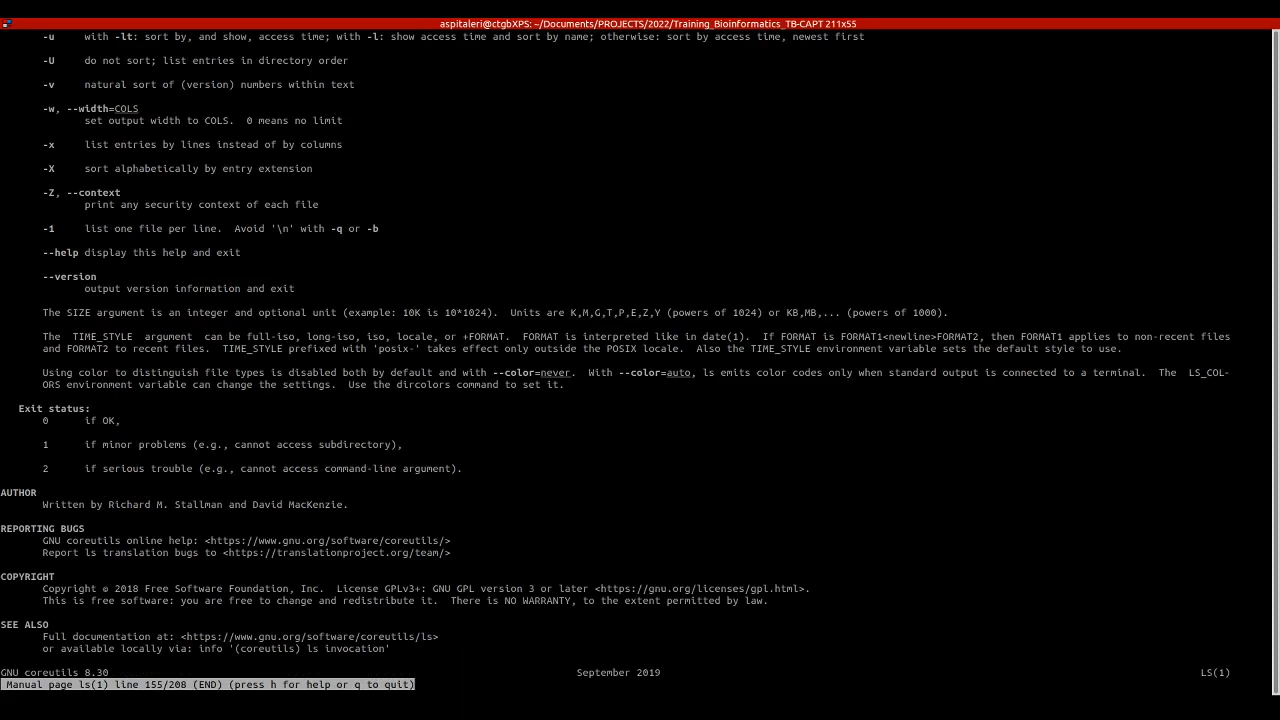 aspitaleri@ctgbXPS: ~/Documents/PROJECTS/2022/Training_Bioinformatics_TB-CAPT 211x55
-u     with -lt: sort by, and show, access time; with -l: show access time and sort by name; otherwise: sort by access time, newest first
-U     do not sort; list entries in directory order
-v     natural sort of (version) numbers within text
-w, --width=COLS
set output width to COLS.  0 means no limit
-x     list entries by lines instead of by columns
-X     sort alphabetically by entry extension
-Z, --context
print any security context of each file
-1     list one file per line.  Avoid '\n' with -q or -b
--help display this help and exit
--version
output version information and exit
The SIZE argument is an integer and optional unit (example: 10K is 10*1024).  Units are K,M,G,T,P,E,Z,Y (powers of 1024) or KB,MB,... (powers of 1000).
The  TIME_STYLE  argument  can be full-iso, long-iso, iso, locale, or +FORMAT.  FORMAT is interpreted like in date(1).  If FORMAT is FORMAT1<newline>FORMAT2, then FORMAT1 applies to non-recent files
and FORMAT2 to recent files.  TIME_STYLE prefixed with 'posix-' takes effect only outside the POSIX locale.  Also the TIME_STYLE environment variable sets the default style to use.
Using color to distinguish file types is disabled both by default and with --color=never.  With --color=auto, ls emits color codes only when standard output is connected to a terminal.  The  LS_COL-
ORS environment variable can change the settings.  Use the dircolors command to set it.
Exit status:
0      if OK,
1      if minor problems (e.g., cannot access subdirectory),
2      if serious trouble (e.g., cannot access command-line argument).
AUTHOR
Written by Richard M. Stallman and David MacKenzie.
REPORTING BUGS
GNU coreutils online help: <https://www.gnu.org/software/coreutils/>
Report ls translation bugs to <https://translationproject.org/team/>
COPYRIGHT
Copyright © 2018 Free Software Foundation, Inc.  License GPLv3+: GNU GPL version 3 or later <https://gnu.org/licenses/gpl.html>.
This is free software: you are free to change and redistribute it.  There is NO WARRANTY, to the extent permitted by law.
SEE ALSO
Full documentation at: <https://www.gnu.org/software/coreutils/ls>
or available locally via: info '(coreutils) ls invocation'
GNU coreutils 8.30     September 2019     LS(1)
Manual page ls(1) line 155/208 (END) (press h for help or q to quit)